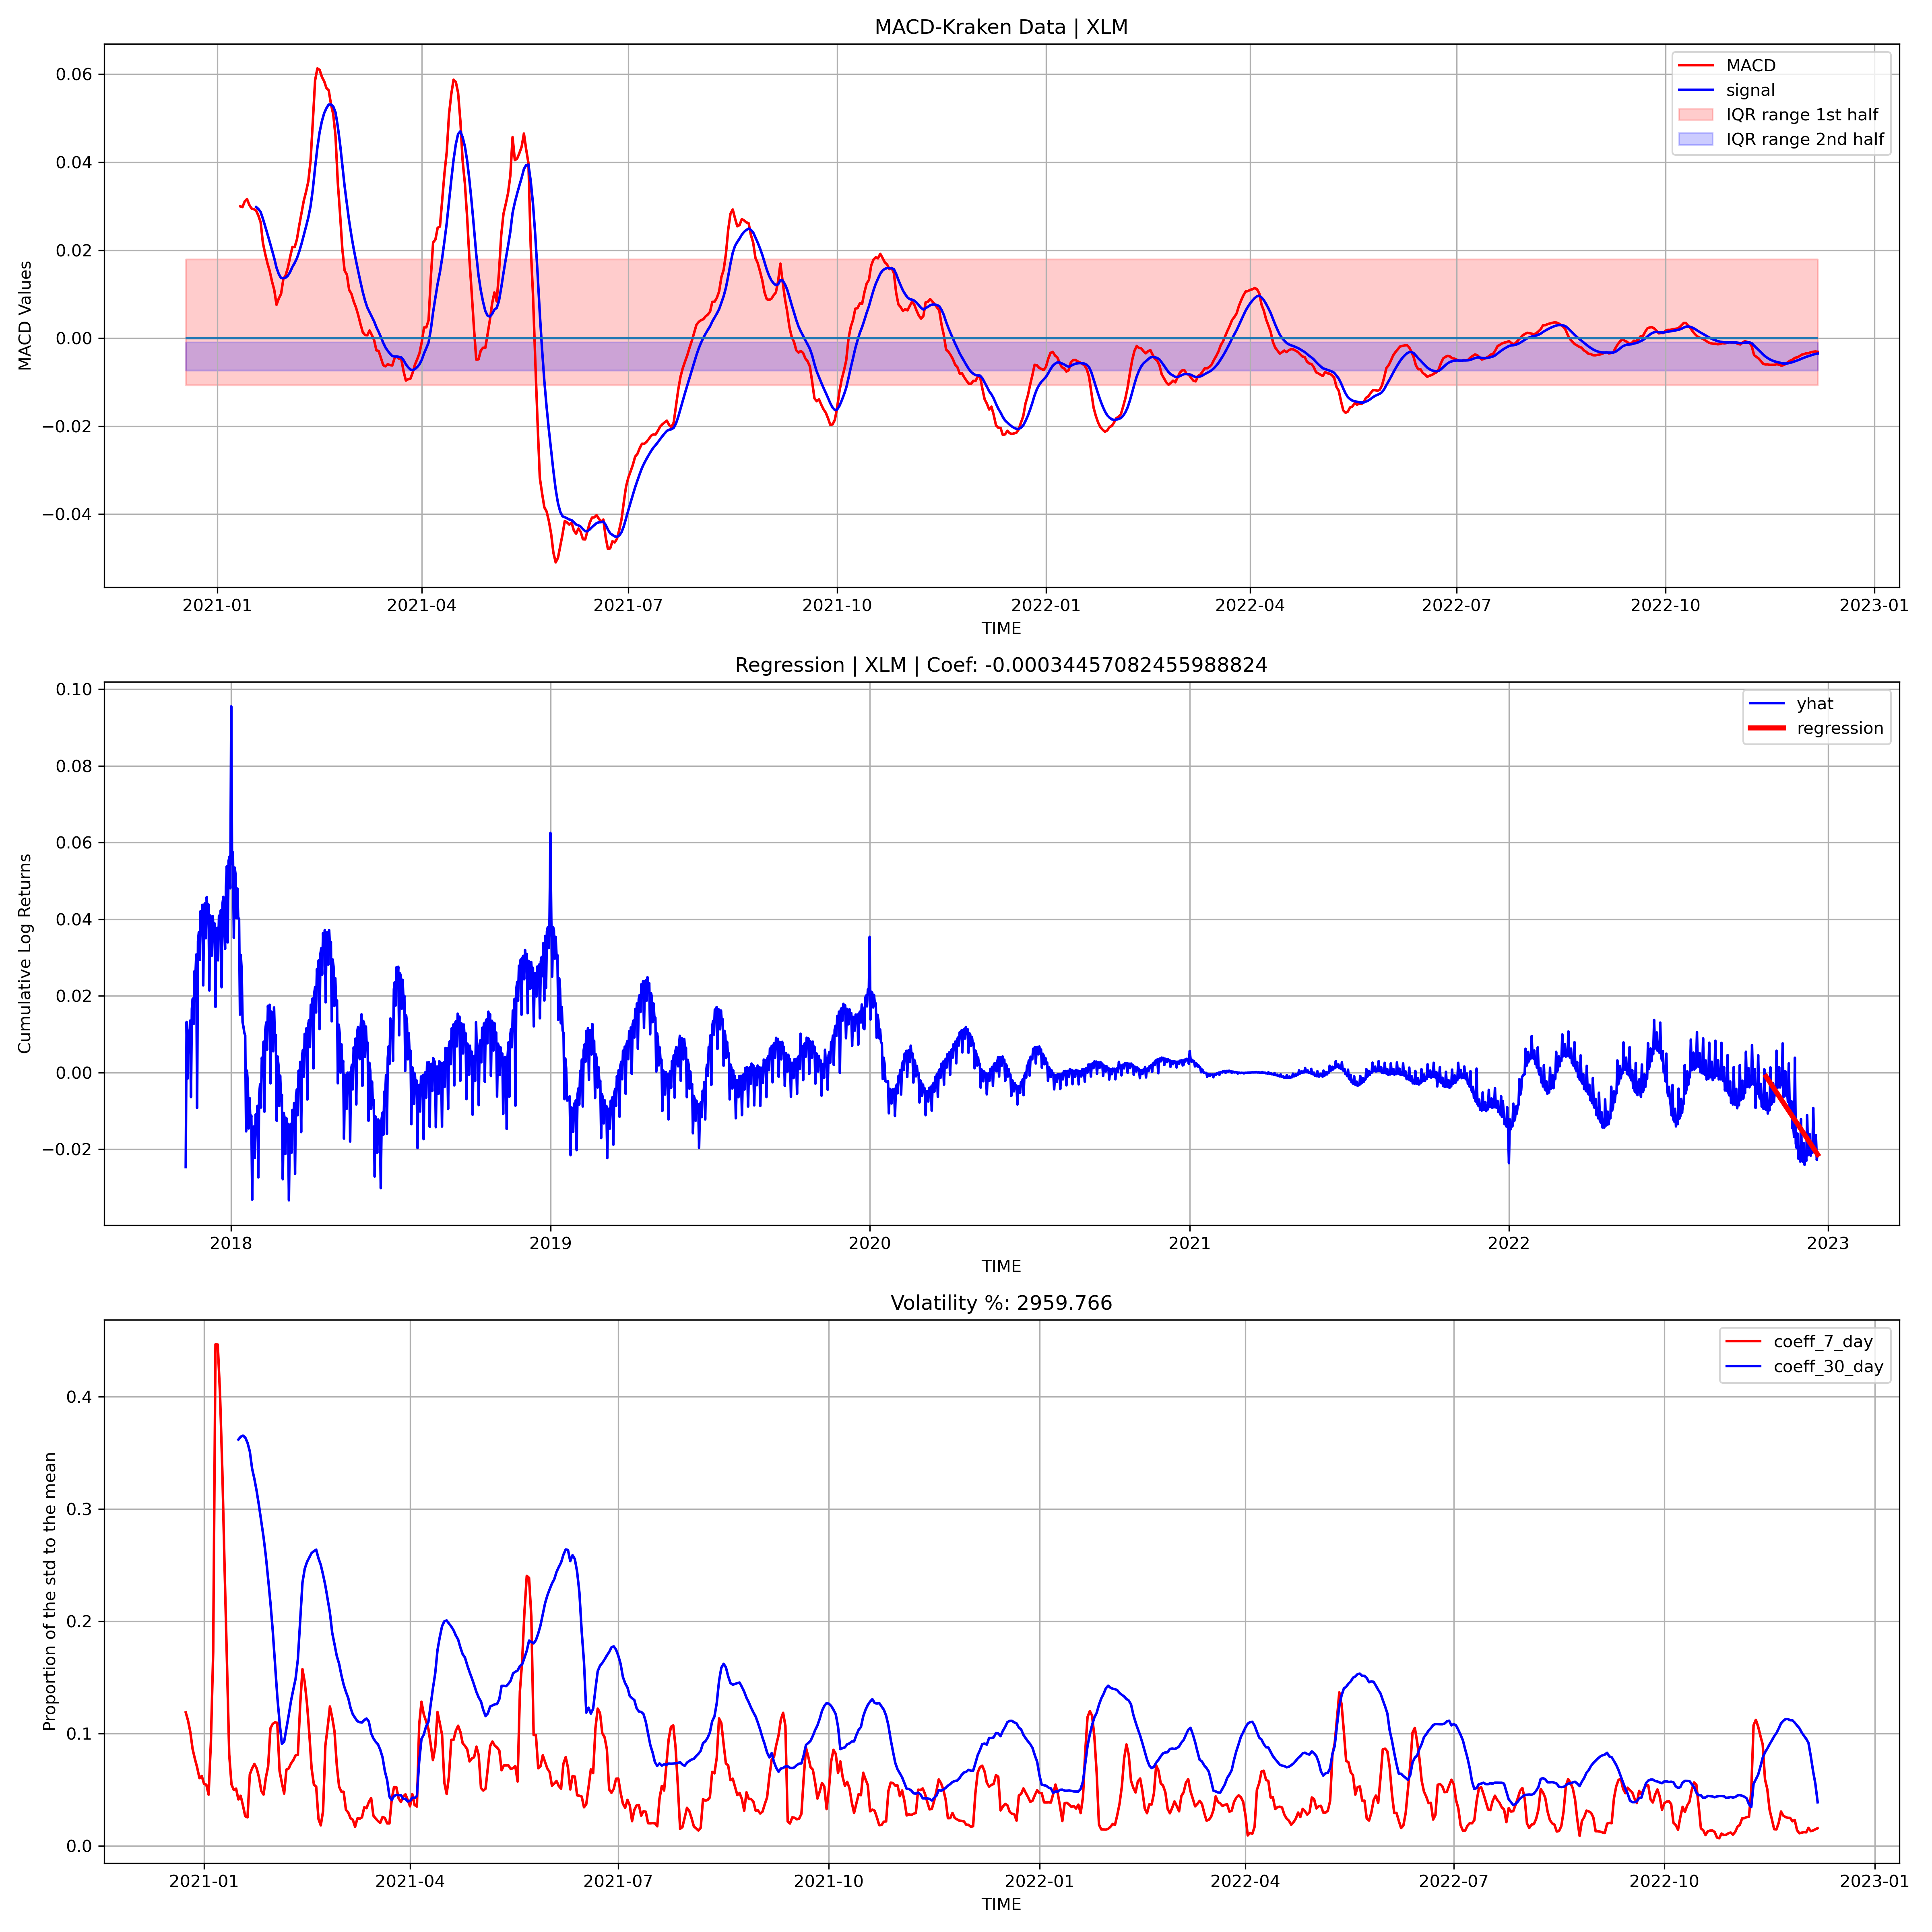 MACD-Kraken Data | XLM
MACD Values
0.06
0.04
0.02
0.00
−0.02
−0.04
MACD
signal
IQR range 1st half
IQR range 2nd half
2021-01 2021-04 2021-07 2021-10 2022-01 2022-04 2022-07 2022-10 2023-01
TIME
Regression | XLM | Coef: -0.00034457082455988824
Cumulative Log Returns
0.10
0.08
0.06
0.04
0.02
0.00
−0.02
yhat
regression
2018 2019 2020 2021 2022 2023
TIME
Volatility %: 2959.766
Proportion of the std to the mean
0.4
0.3
0.2
0.1
0.0
coeff_7_day
coeff_30_day
2021-01 2021-04 2021-07 2021-10 2022-01 2022-04 2022-07 2022-10 2023-01
TIME